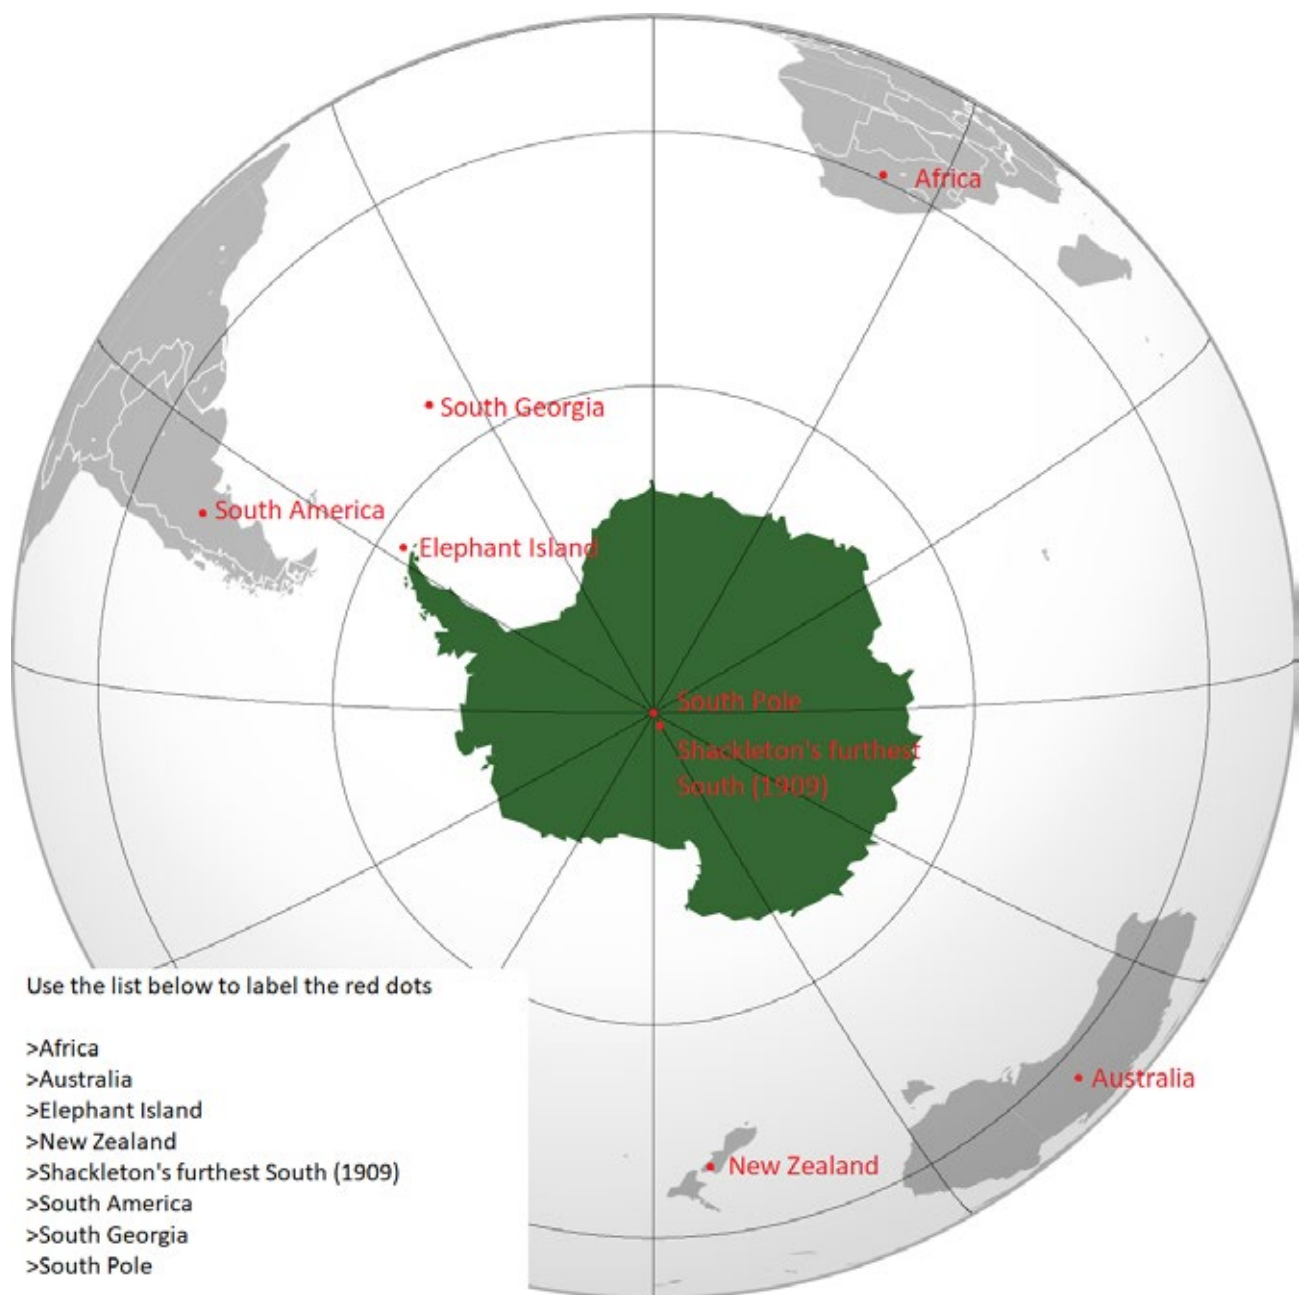 Africa
South Georgia
South America
Elephant Island
South Pole
Shackleton's furthest
South (1909)
Australia
New Zealand
Use the list below to label the red dots
>Africa
>Australia
>Elephant Island
>New Zealand
>Shackleton's furthest South (1909)
>South America
>South Georgia
>South Pole